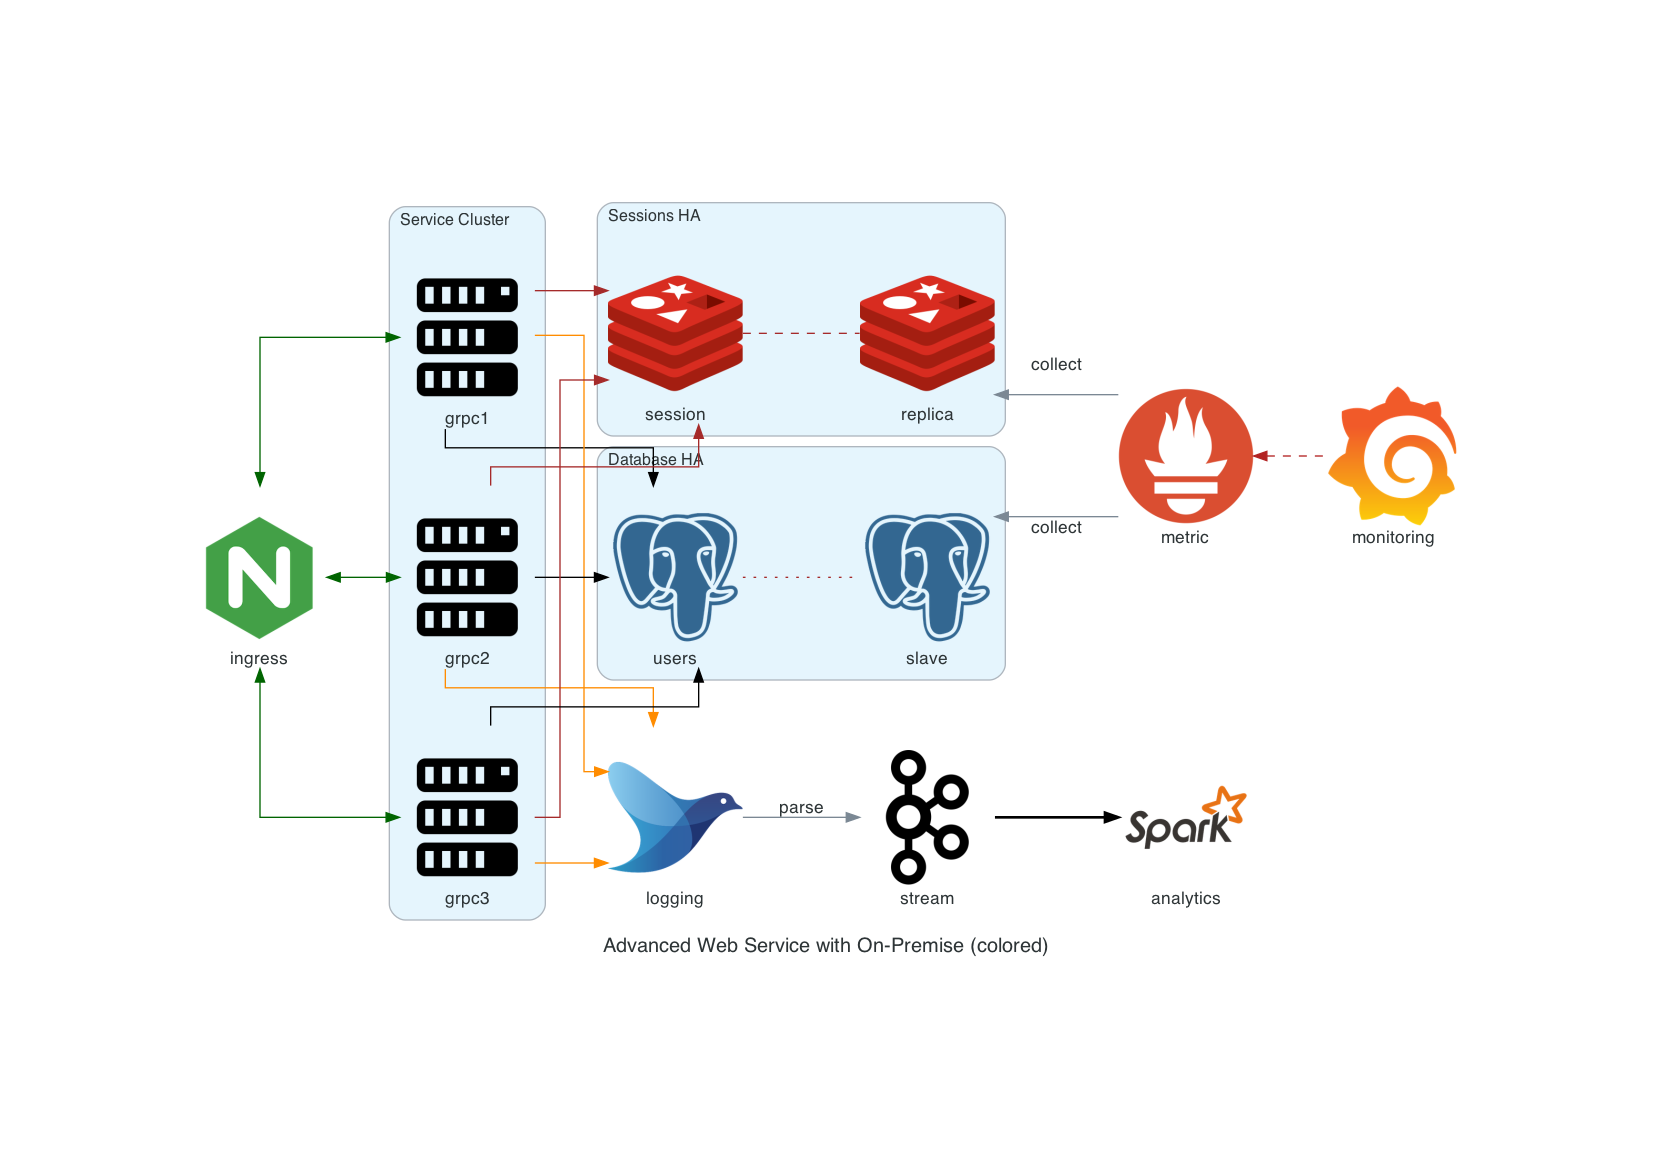 Service Cluster
Sessions HA
grpc1
session
replica
collect
Database HA
collect
metric
monitoring
N
ingress
grpc2
users
slave
parse
Spark
grpc3
logging
stream
analytics
Advanced Web Service with On-Premise (colored)